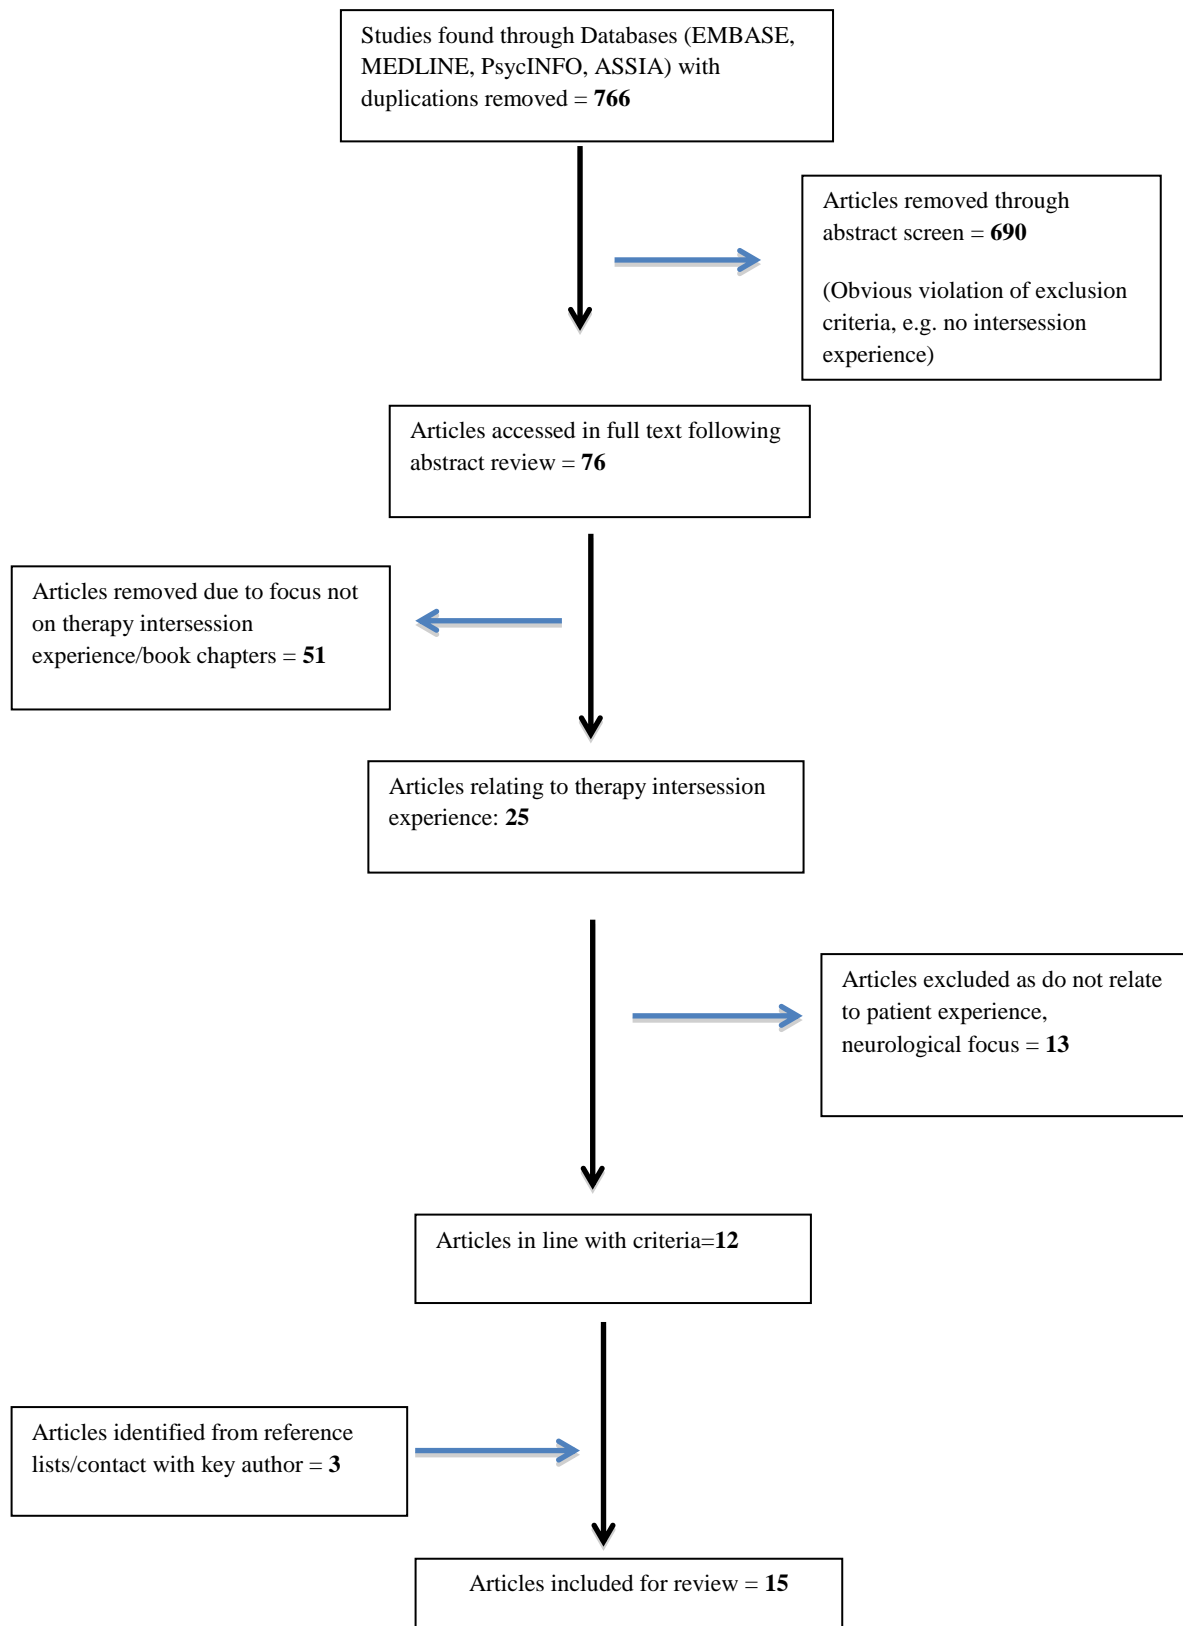 Studies found through Databases (EMBASE,
MEDLINE, PsycINFO, ASSIA) with
duplications removed = 766
Articles removed through
abstract screen = 690
(Obvious violation of exclusion
criteria, e.g. no intersession
experience)
Articles accessed in full text following
abstract review = 76
Articles removed due to focus not
on therapy intersession
experience/book chapters = 51
Articles relating to therapy intersession
experience: 25
Articles excluded as do not relate
to patient experience,
neurological focus = 13
Articles in line with criteria=12
Articles identified from reference
lists/contact with key author = 3
Articles included for review = 15